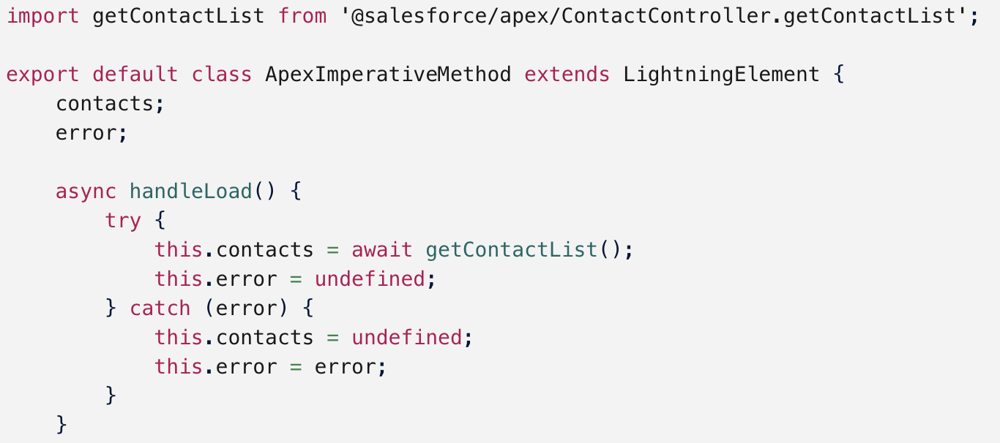 import getContactList from '@salesforce/apex/ContactController.getContactList';

export default class ApexImperativeMethod extends LightningElement {
    contacts;
    error;

    async handleLoad() {
        try {
            this.contacts = await getContactList();
            this.error = undefined;
        } catch (error) {
            this.contacts = undefined;
            this.error = error;
        }
    }